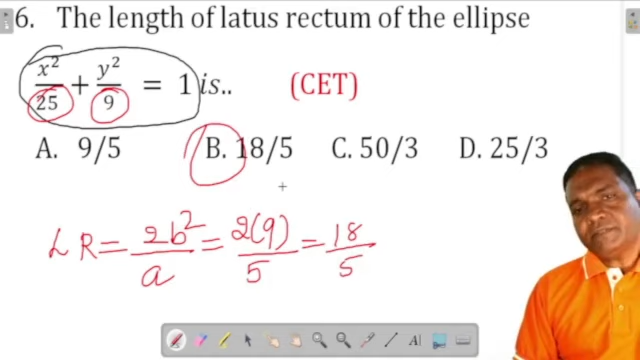 6. The length of latus rectum of the ellipse
x²/25 + y²/9 = 1 is.. (CET)
A. 9/5 B. 18/5 C. 50/3 D. 25/3
LR = 2b²/a = 2(9)/5 = 18/5
A